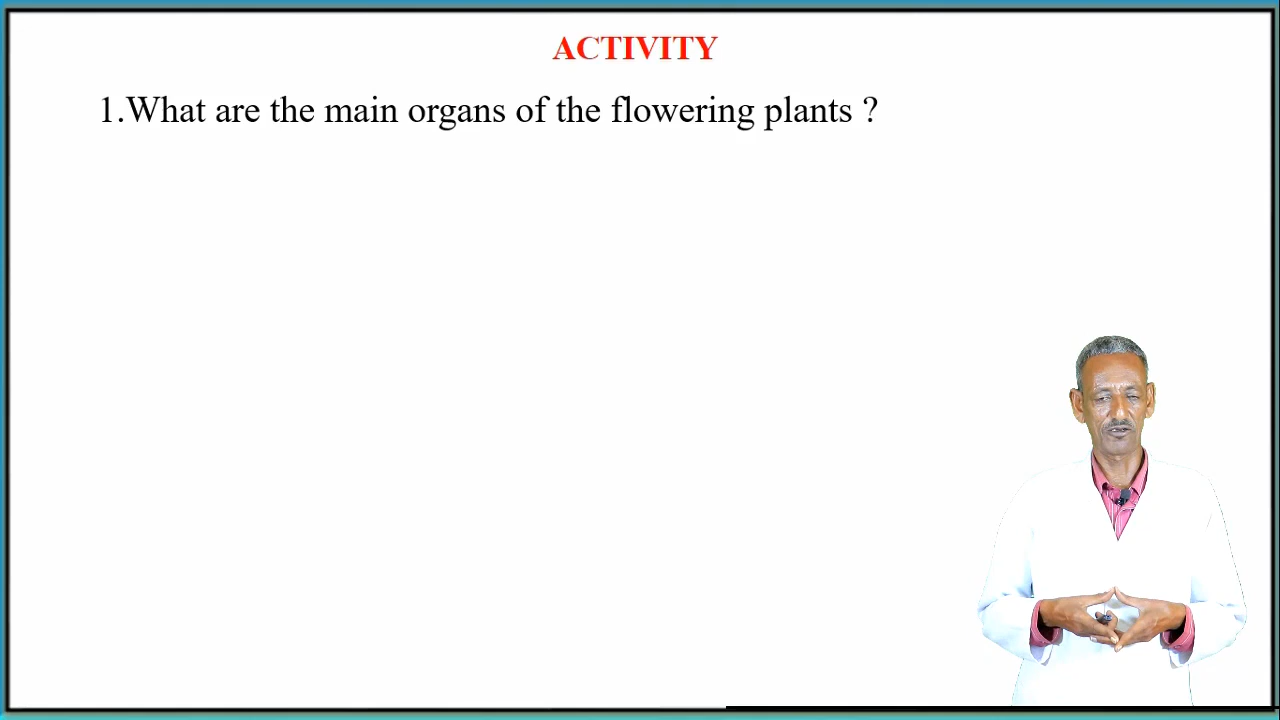 ACTIVITY
1.What are the main organs of the flowering plants ?